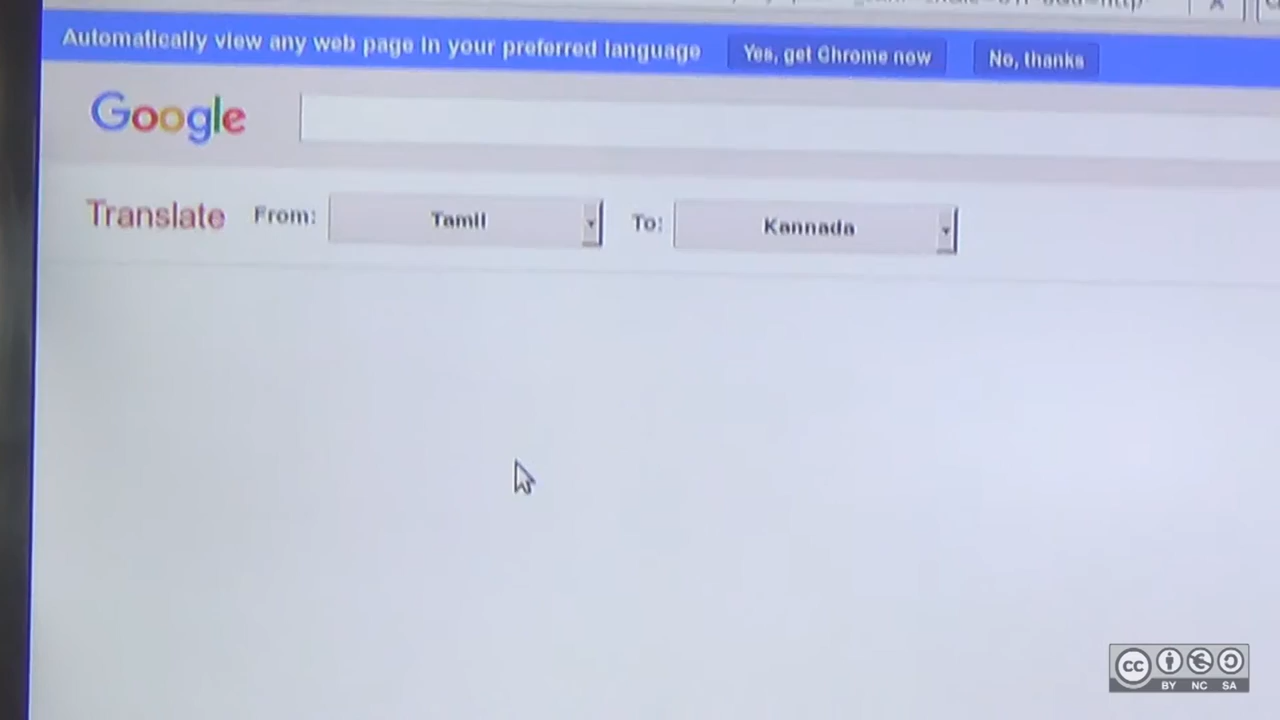 Automatically view any web page in your preferred language Yes, get Chrome now No, thanks
Google
Translate From: Tamil To: Kannada
cc
BY NC SA